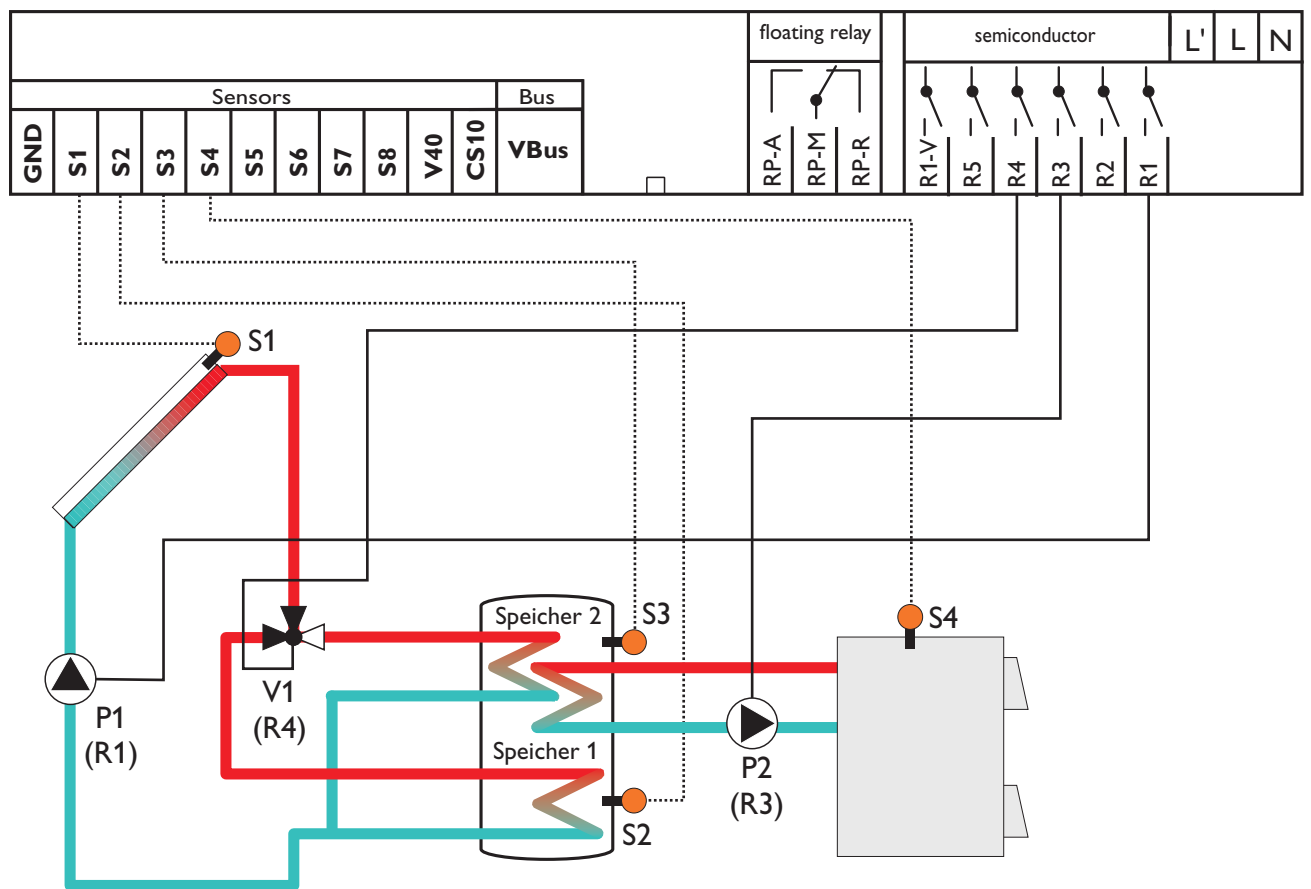 floating relay
semiconductor
L'
L
N
Sensors
Bus
GND
S1
S2
S3
S4
S5
S6
S7
S8
V40
CS10
VBus
RP-A
RP-M
RP-R
R1-V
R5
R4
R3
R2
R1
S1
Speicher 2
S3
S4
V1
(R4)
P1
(R1)
Speicher 1
P2
(R3)
S2